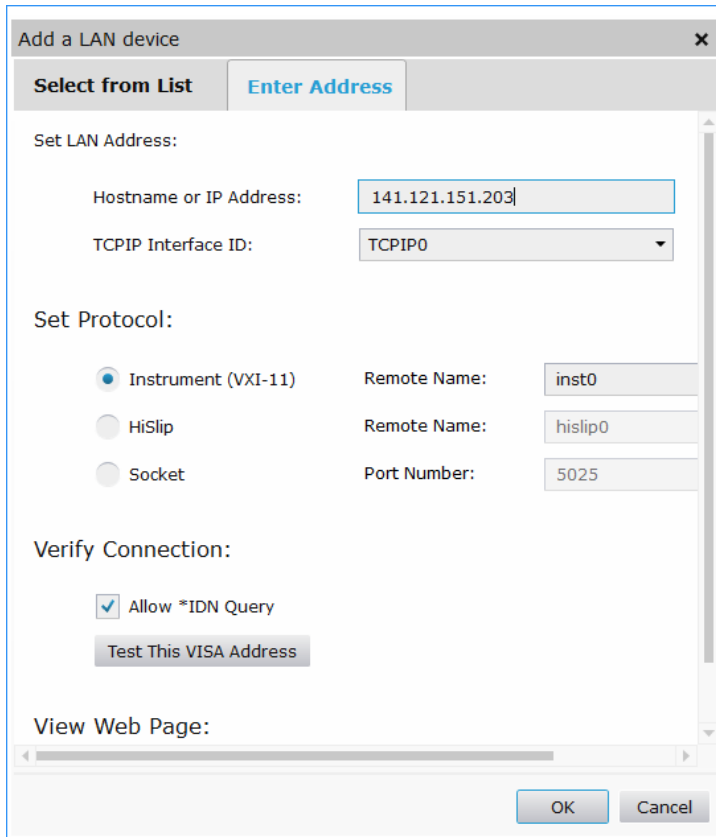 Add a LAN device
Select from List Enter Address
Set LAN Address:
Hostname or IP Address: 141.121.151.203
TCPIP Interface ID: TCPIP0
Set Protocol:
Instrument (VXI-11) Remote Name: inst0
HiSlip Remote Name: hislip0
Socket Port Number: 5025
Verify Connection:
Allow *IDN Query
Test This VISA Address
View Web Page:
OK Cancel